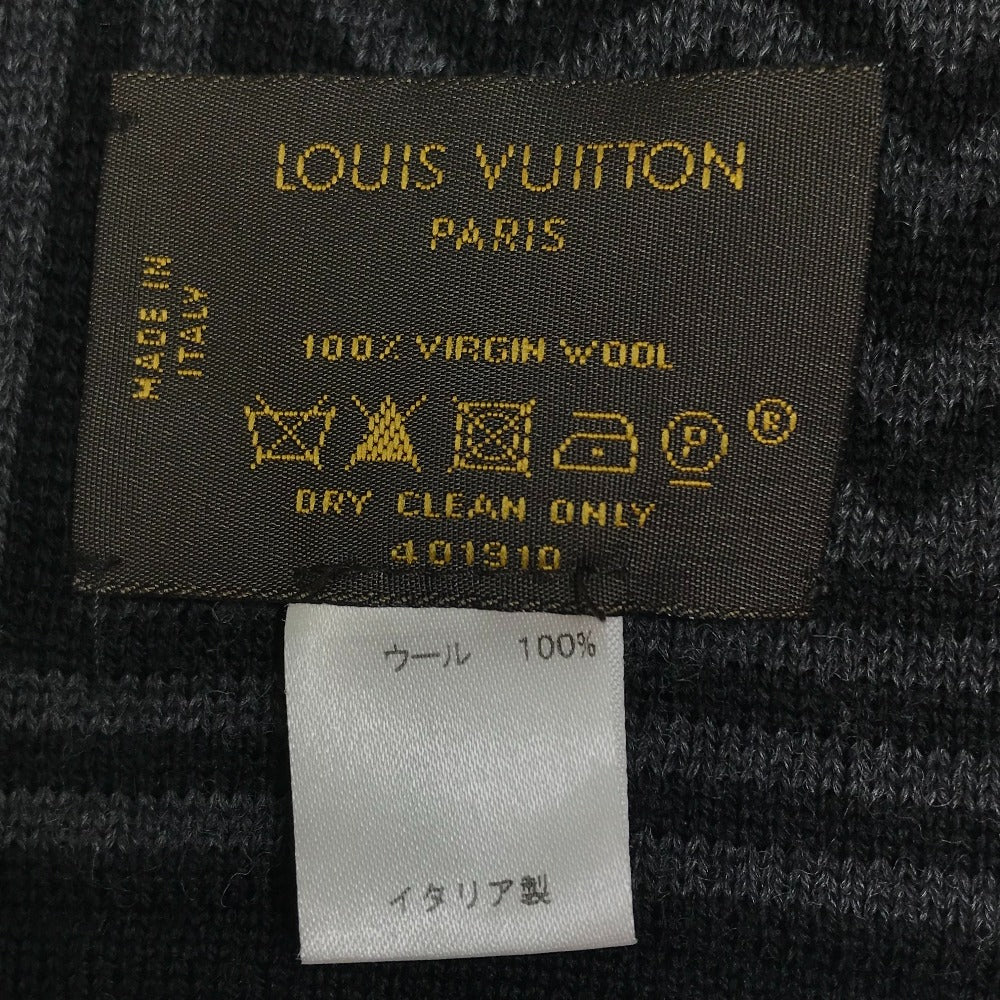 LOUIS VUITTON
PARIS
MADE IN
ITALY
100% VIRGIN WOOL
P
®
DRY CLEAN ONLY
401910
ウール 100%
イタリア製